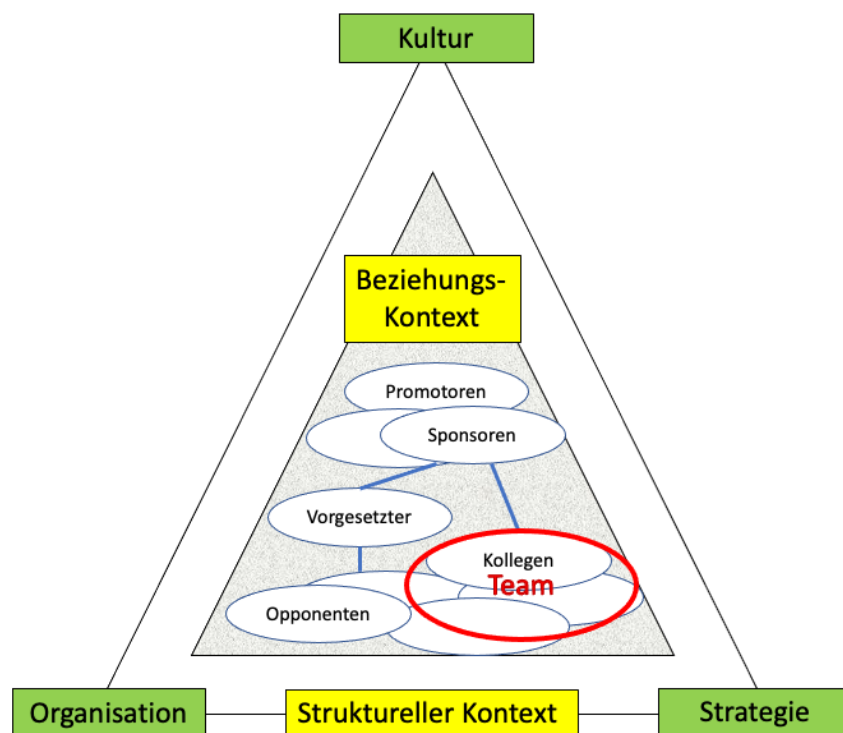 Kultur
Beziehungs-
Kontext
Promotoren
Sponsoren
Vorgesetzter
Kollegen
Team
Opponenten
Organisation
Struktureller Kontext
Strategie